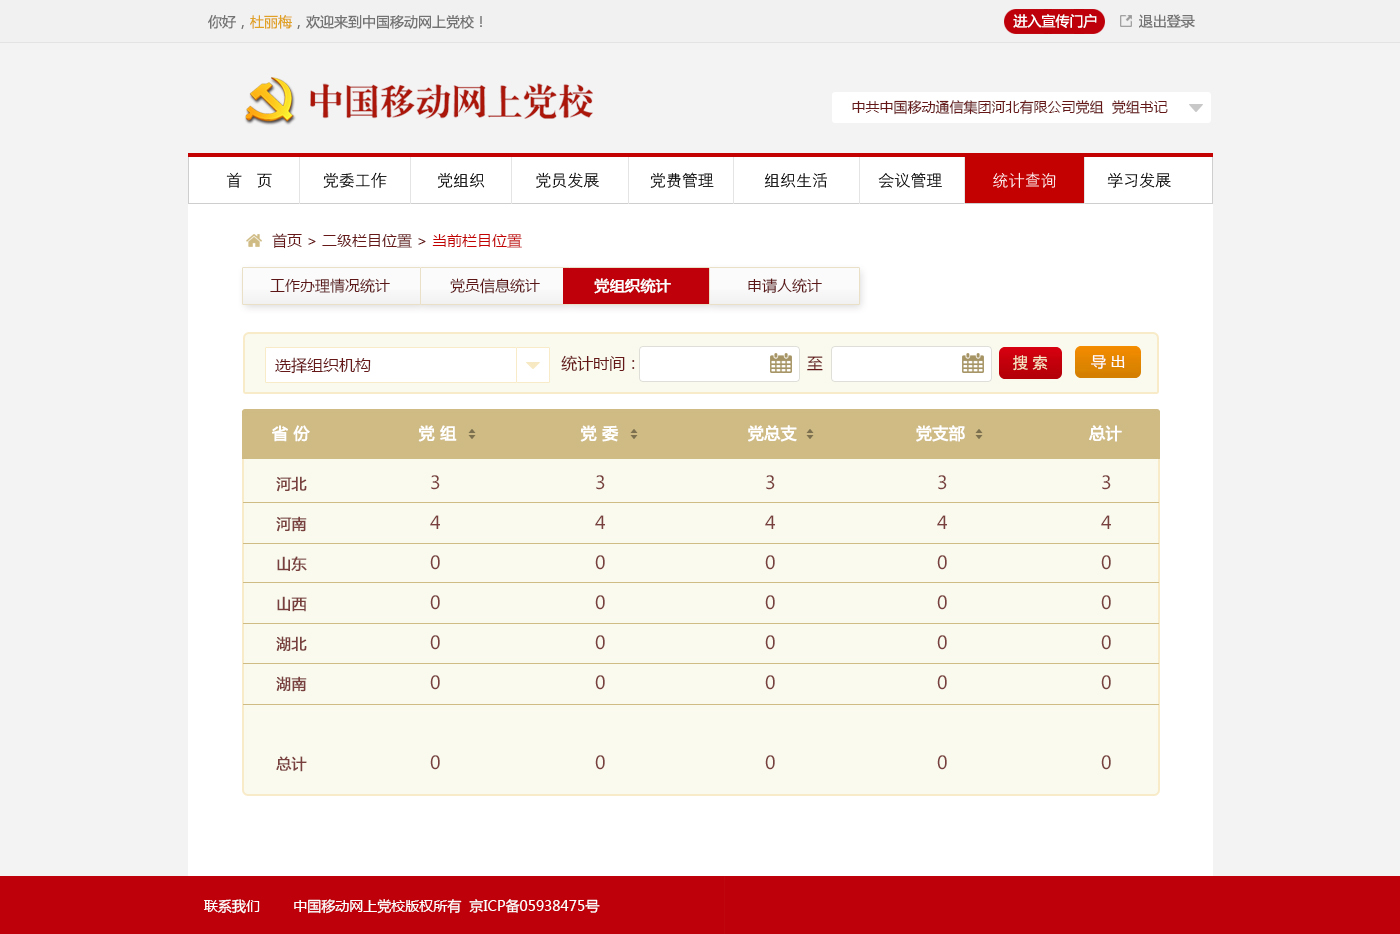 你好，杜丽梅，欢迎来到中国移动网上党校！ 进入宣传门户 退出登录
中国移动网上党校
中共中国移动通信集团河北有限公司党组 党组书记
首 页 党委工作 党组织 党员发展 党费管理 组织生活 会议管理 统计查询 学习发展
首页 > 二级栏目位置 > 当前栏目位置
工作办理情况统计 党员信息统计 党组织统计 申请人统计
选择组织机构 统计时间： 至 搜 索 导 出
省 份 党 组 党 委 党总支 党支部 总计
河北 3 3 3 3 3
河南 4 4 4 4 4
山东 0 0 0 0 0
山西 0 0 0 0 0
湖北 0 0 0 0 0
湖南 0 0 0 0 0
总计 0 0 0 0 0
联系我们 中国移动网上党校版权所有 京ICP备05938475号